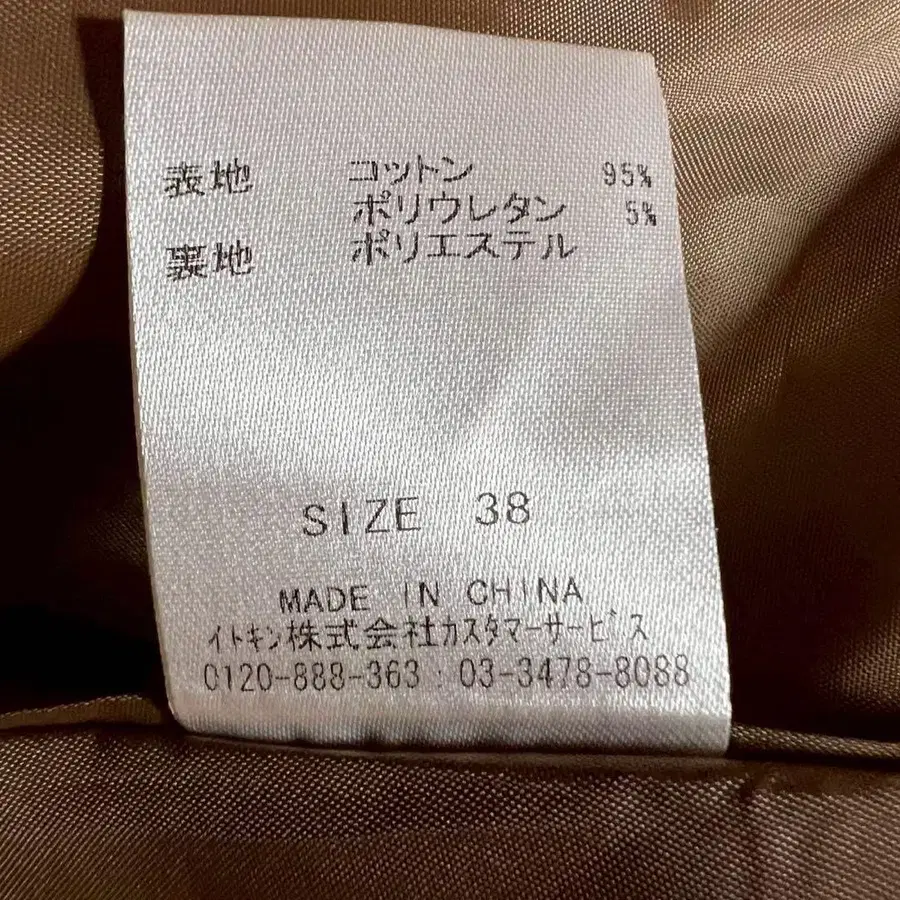 表地 コットン 95%
ポリウレタン 5%
裏地 ポリエステル
SIZE 38
MADE IN CHINA
イトキン株式会社カスタマーサービス
0120-888-363 : 03-3478-8088